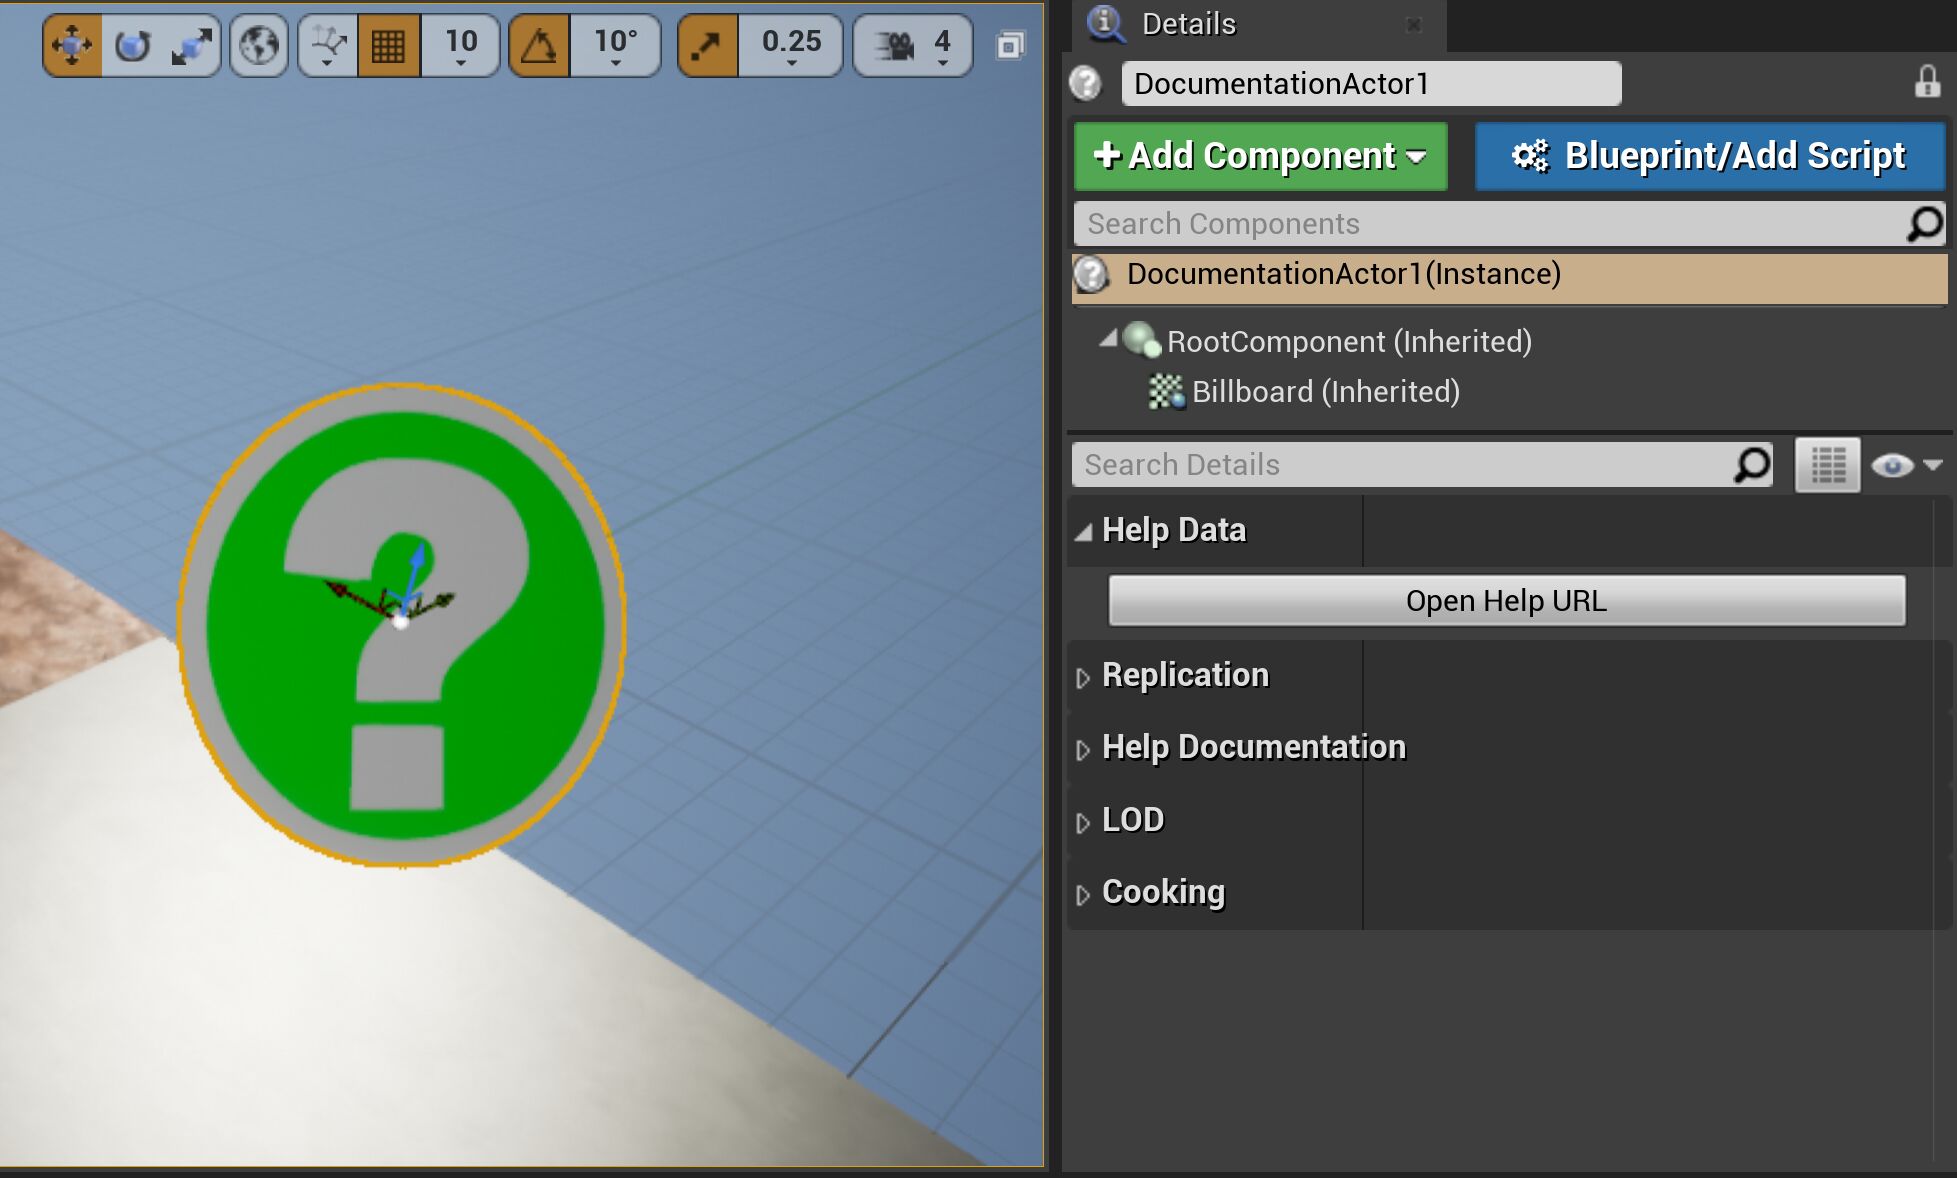 10
10°
0.25
4
Details
DocumentationActor1
Add Component
Blueprint/Add Script
Search Components
DocumentationActor1(Instance)
RootComponent (Inherited)
Billboard (Inherited)
Search Details
Help Data
Open Help URL
Replication
Help Documentation
LOD
Cooking